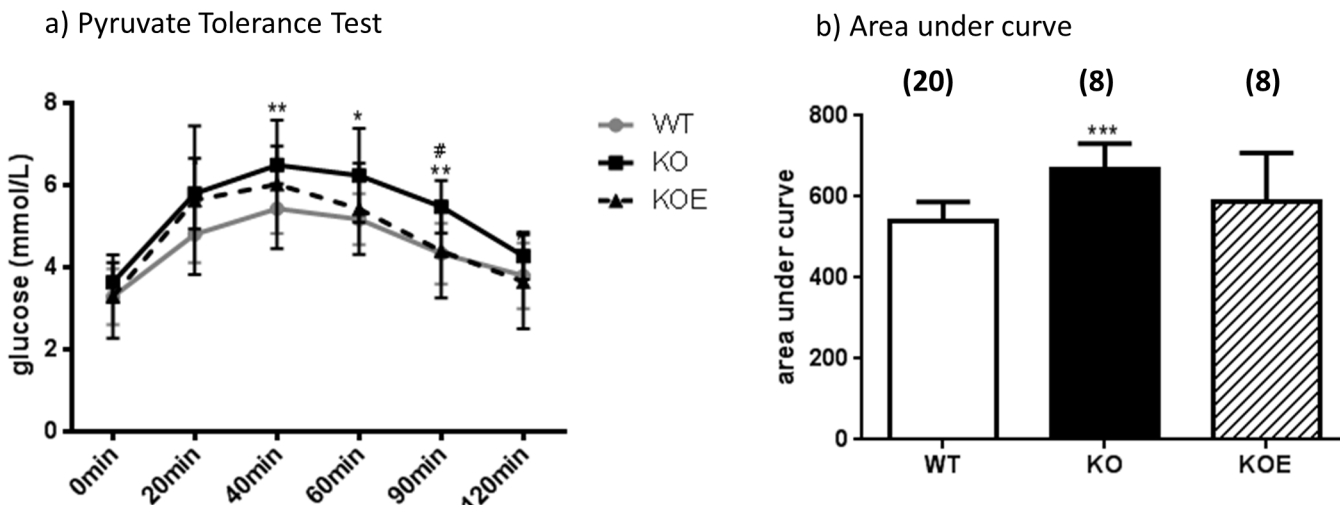 a) Pyruvate Tolerance Test
glucose (mmol/L)
8
6
4
2
0
**
*
#
**
0min
20min
40min
60min
90min
120min
WT
KO
KOE
b) Area under curve
(20) (8) (8)
area under curve
800
600
400
200
0
***
WT KO KOE